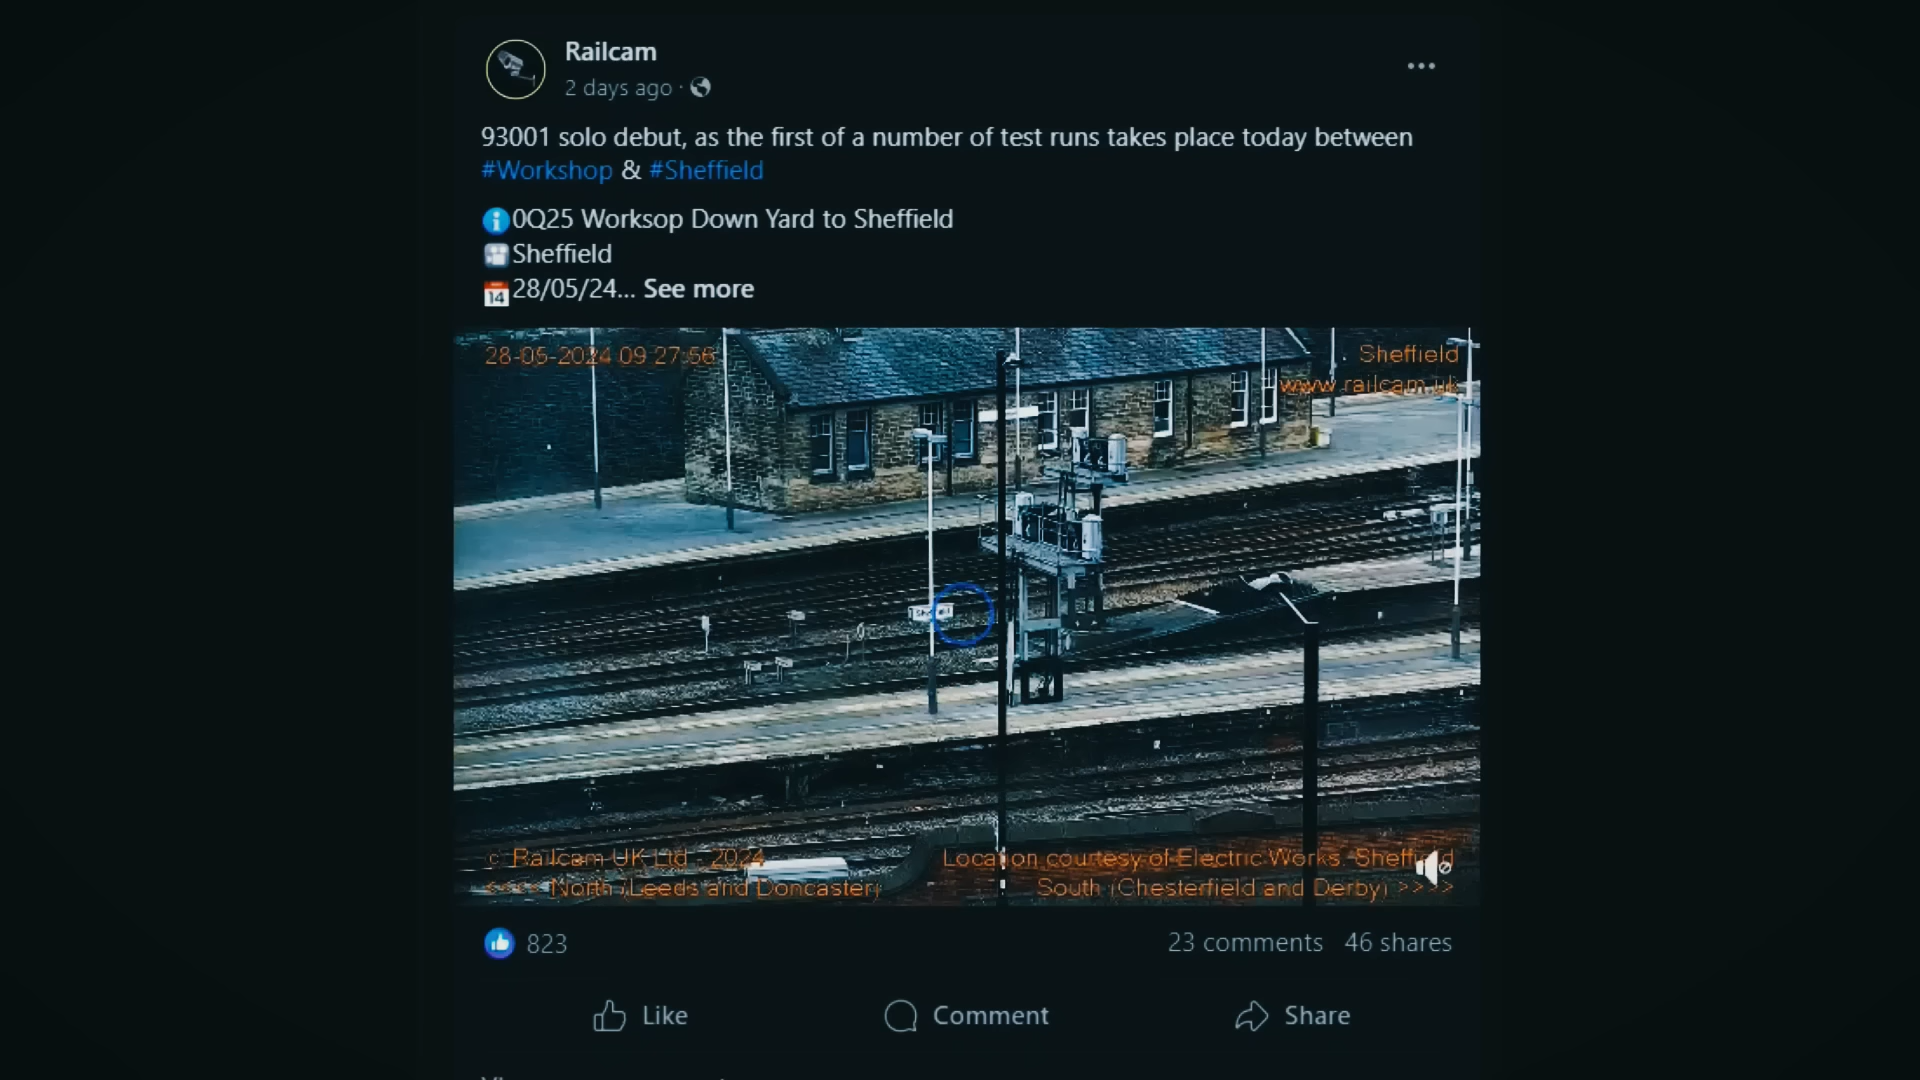 Railcam
2 days ago ·
93001 solo debut, as the first of a number of test runs takes place today between
#Workshop & #Sheffield
0Q25 Worksop Down Yard to Sheffield
Sheffield
14
28/05/24... See more
28-05-2024 09 27:56
Sheffield
www.railcam.uk
Sheffield
© Railcam UK Ltd - 2024
<<<< North (Leeds and Doncaster)
Location courtesy of Electric Works, Sheffield
South (Chesterfield and Derby) >>>>
823
23 comments 46 shares
Like
Comment
Share